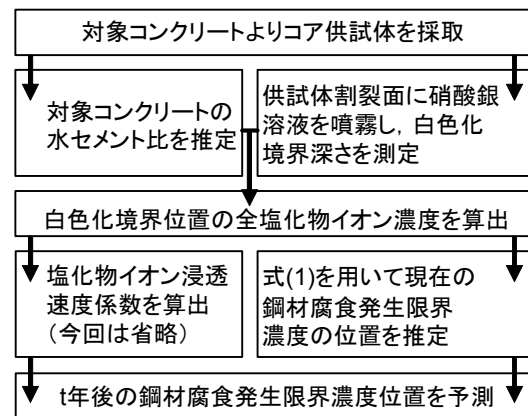 対象コンクリートよりコア供試体を採取
対象コンクリートの
水セメント比を推定
供試体割裂面に硝酸銀
溶液を噴霧し，白色化
境界深さを測定
白色化境界位置の全塩化物イオン濃度を算出
塩化物イオン浸透
速度係数を算出
（今回は省略）
式(1)を用いて現在の
鋼材腐食発生限界
濃度の位置を推定
t年後の鋼材腐食発生限界濃度位置を予測